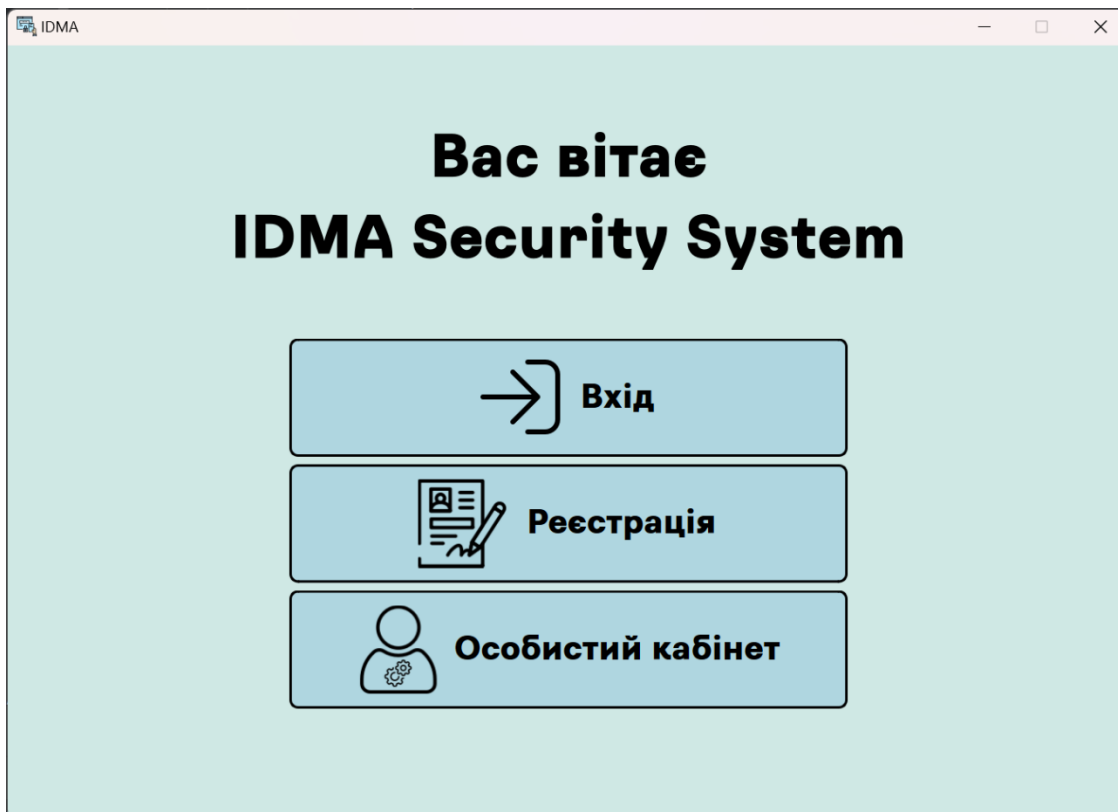 IDMA
Вас вітає
IDMA Security System
Вхід
Реєстрація
Особистий кабінет